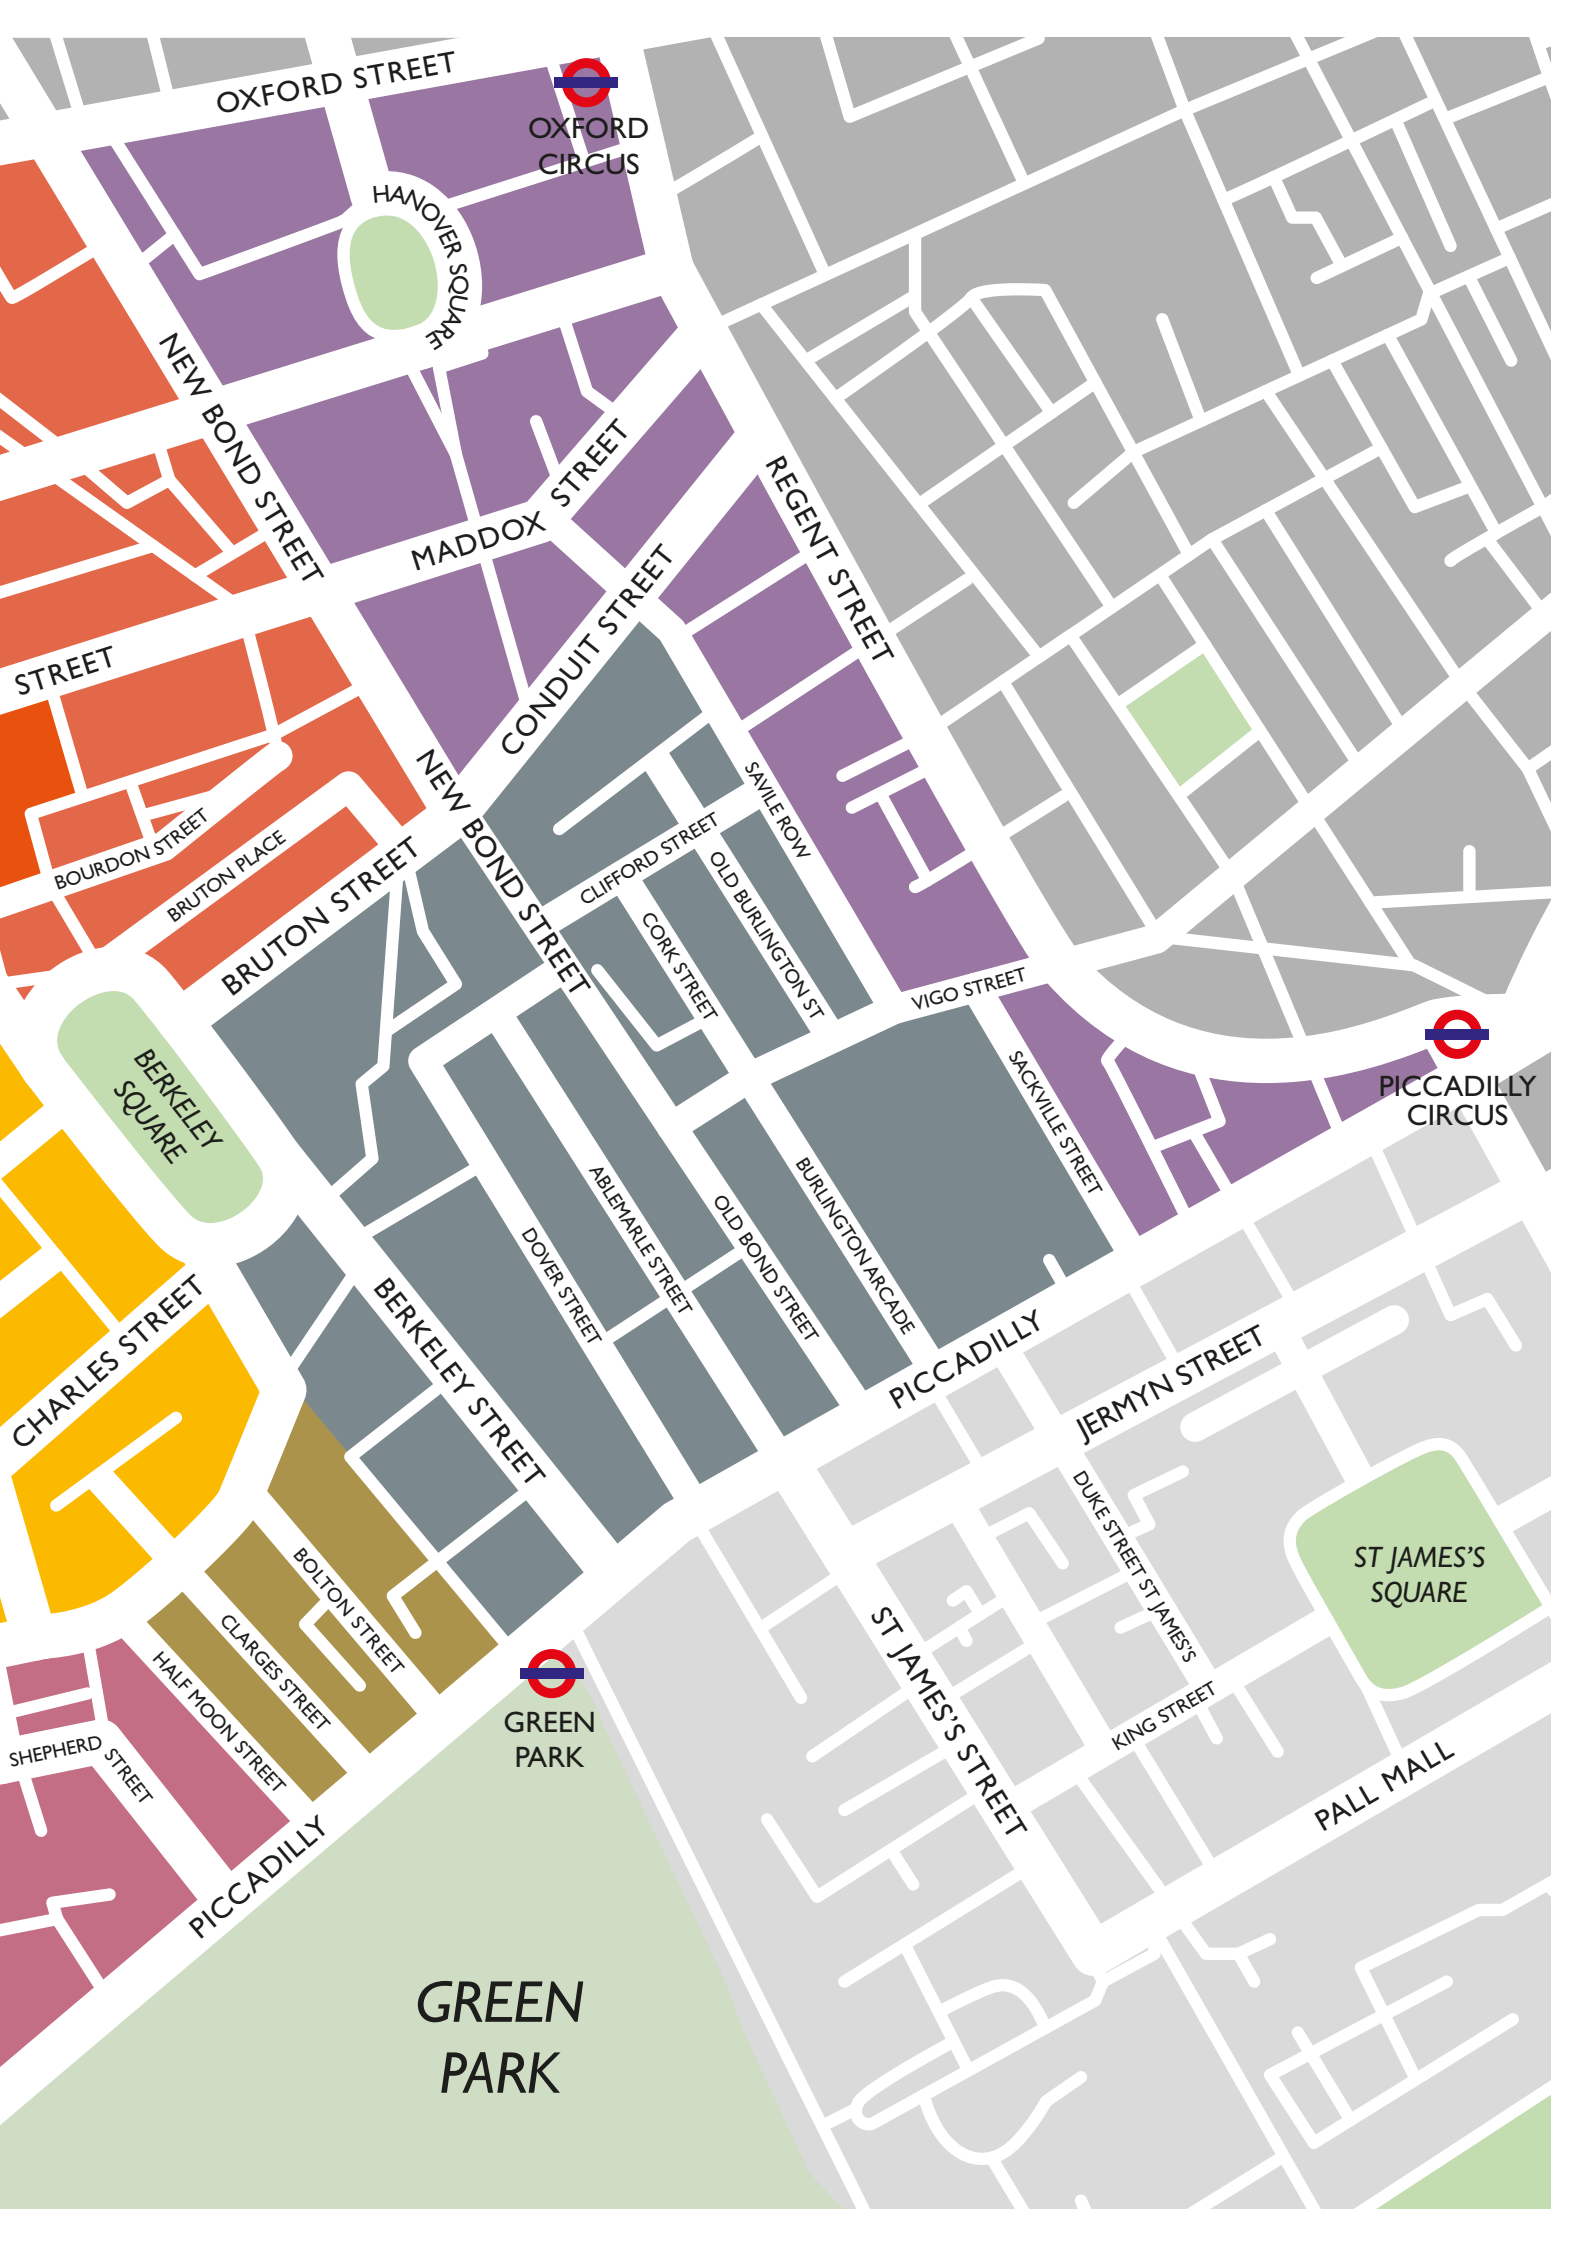 OXFORD STREET
OXFORD
CIRCUS
HANOVER SQUARE
NEW BOND STREET
MADDOX STREET
REGENT STREET
CONDUIT STREET
STREET
NEW BOND STREET
SAVILE ROW
BOURDON STREET
BRUTON PLACE
BRUTON STREET
CLIFFORD STREET
OLD BURLINGTON ST
CORK STREET
VIGO STREET
BERKELEY
SQUARE
SACKVILLE STREET
PICCADILLY
CIRCUS
ABLEMARLE STREET
BURLINGTON ARCADE
OLD BOND STREET
DOVER STREET
CHARLES STREET
BERKELEY STREET
PICCADILLY
JERMYN STREET
DUKE STREET ST JAMES'S
ST JAMES'S
SQUARE
BOLTON STREET
CLARGES STREET
HALF MOON STREET
ST JAMES'S STREET
KING STREET
GREEN
PARK
SHEPHERD STREET
PALL MALL
PICCADILLY
GREEN
PARK